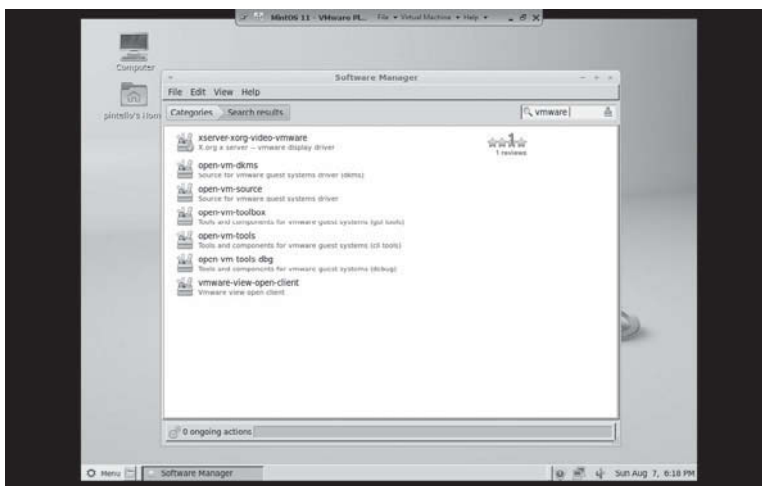 MintOS 11 - VMware Pl... File Virtual Machine Help
Computer
pintello's Hom
Software Manager
File Edit View Help
Categories Search results vmware
xserver-xorg-video-vmware
X.org x server -- vmware display driver
1
1 reviews
open-vm-dkms
Source for vmware guest systems driver (dkms)
open-vm-source
Source for vmware guest systems driver
open-vm-toolbox
Tools and components for vmware guest systems (gui tools)
open-vm-tools
Tools and components for vmware guest systems (cli tools)
open vm tools dbg
Tools and components for vmware guest systems (debug)
vmware-view-open-client
Vmware view open client
0 ongoing actions
Menu Software Manager Sun Aug 7, 6:18 PM